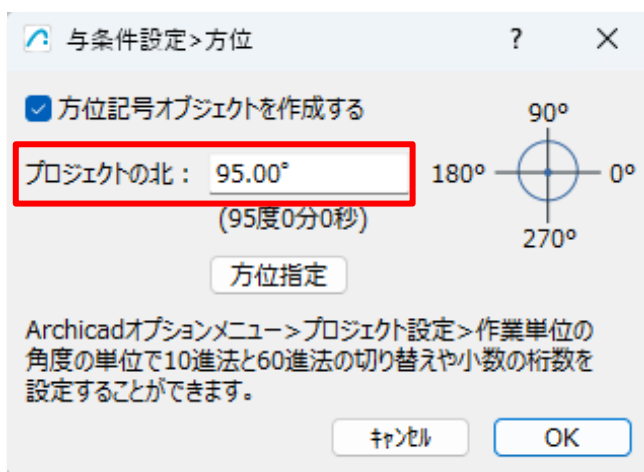 与条件設定>方位
?
方位記号オブジェクトを作成する
90°
プロジェクトの北： 95.00°
180°
0°
(95度0分0秒)
270°
方位指定
Archicadオプションメニュー>プロジェクト設定>作業単位の
角度の単位で10進法と60進法の切り替えや小数の桁数を
設定することができます。
キャンセル
OK